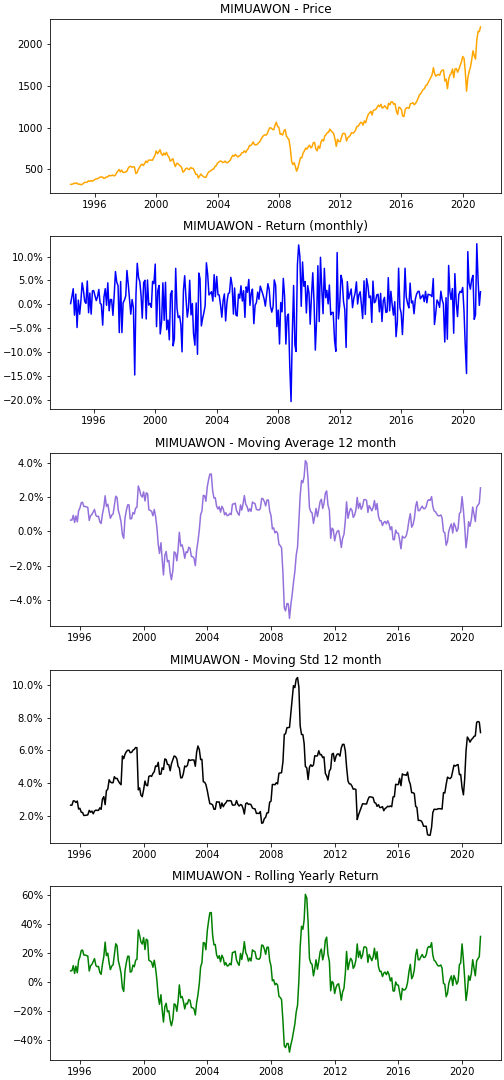 MIMUAWON - Price
2000
1500
1000
500
1996 2000 2004 2008 2012 2016 2020
MIMUAWON - Return (monthly)
10.0%
5.0%
0.0%
−5.0%
−10.0%
−15.0%
−20.0%
1996 2000 2004 2008 2012 2016 2020
MIMUAWON - Moving Average 12 month
4.0%
2.0%
0.0%
−2.0%
−4.0%
1996 2000 2004 2008 2012 2016 2020
MIMUAWON - Moving Std 12 month
10.0%
8.0%
6.0%
4.0%
2.0%
1996 2000 2004 2008 2012 2016 2020
MIMUAWON - Rolling Yearly Return
60%
40%
20%
0%
−20%
−40%
1996 2000 2004 2008 2012 2016 2020